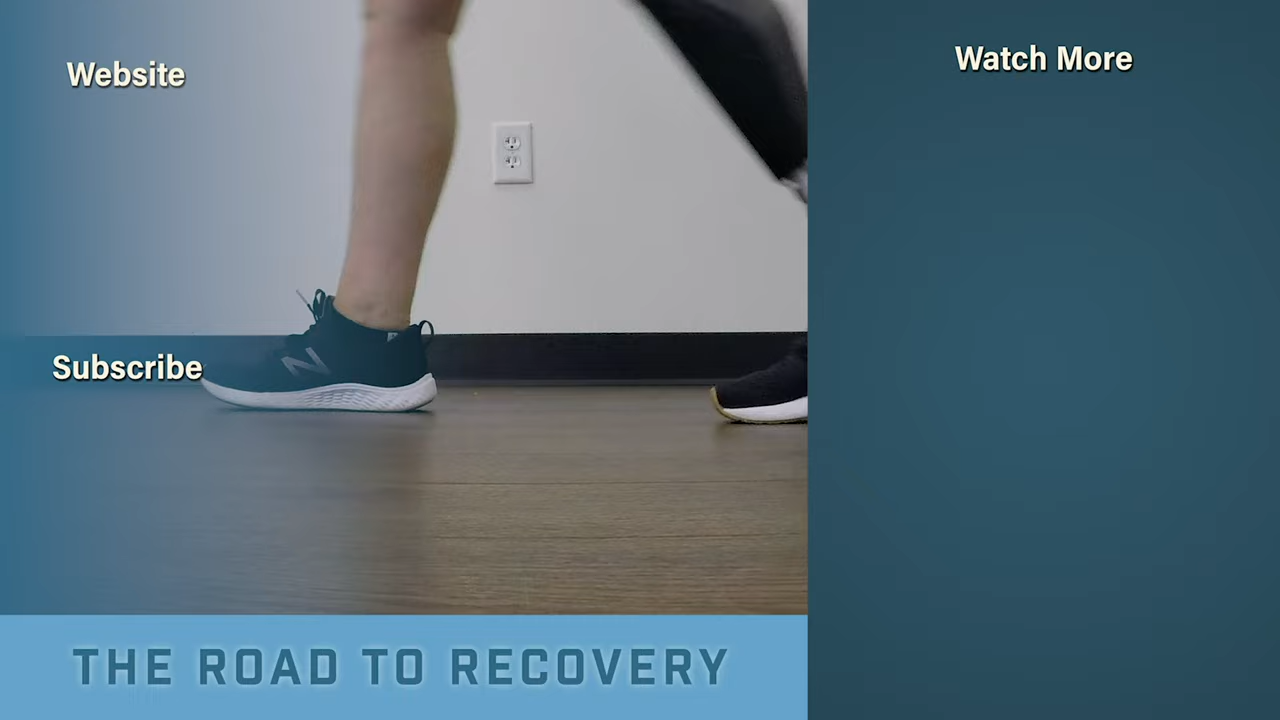 Website
Watch More
Subscribe
N
THE ROAD TO RECOVERY